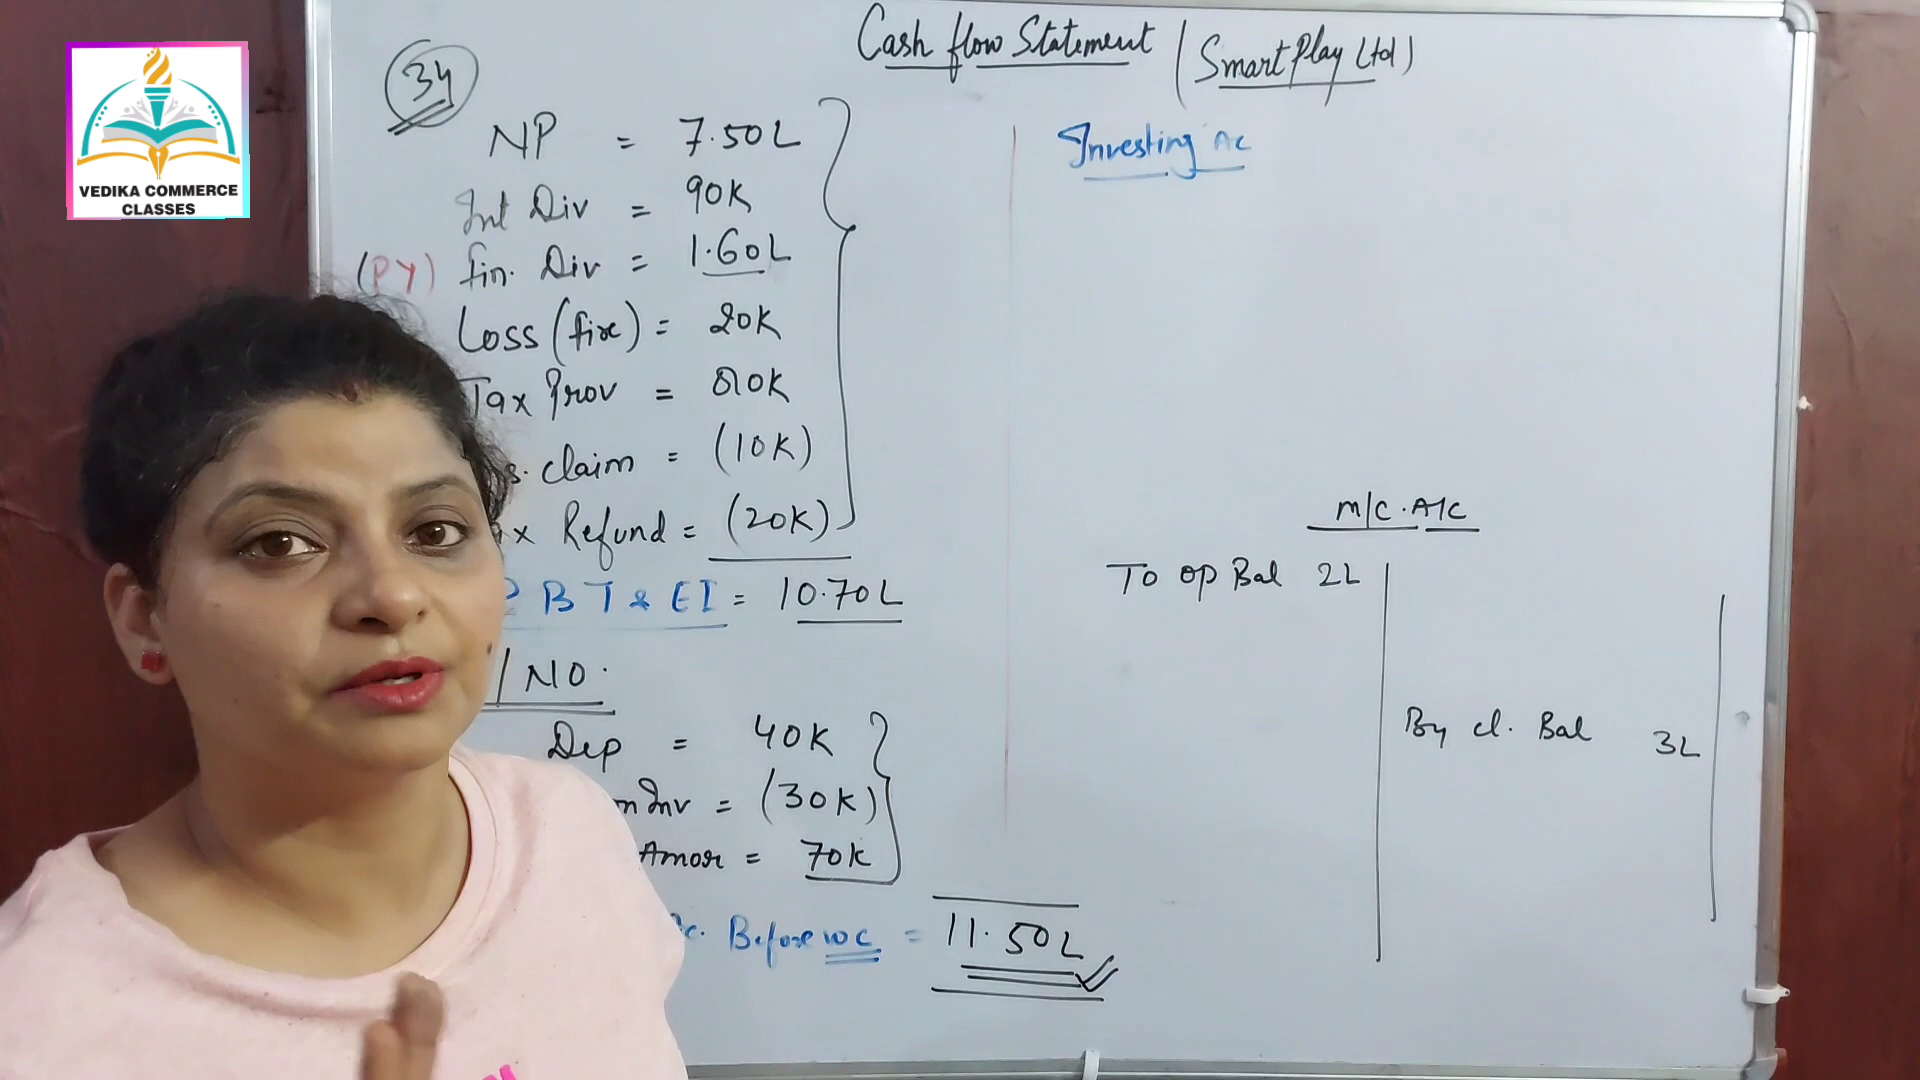 VEDIKA COMMERCE
CLASSES
34
Cash flow Statement (Smart Play Ltd)
NP = 7.50L
Int Div = 90K
(PY) fin. Div = 1.60L
Loss (fire) = 20K
Tax Prov = 80K
s. claim = (10K)
x Refund = (20K)
P B T & EI = 10.70L
/ NO.
Dep = 40K
n Inv = (30K)
Amor = 70K
Before WC = 11.50L
Investing Ac
M/C. A/C
To op Bal 2L
By cl. Bal 3L